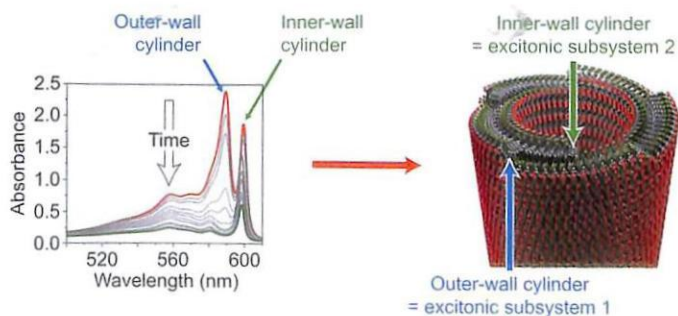 Outer-wall
cylinder
Inner-wall
cylinder
2.5
2.0
1.5
1.0
0.5
0.0
Absorbance
Time
520
560
600
Wavelength (nm)
Inner-wall cylinder
= excitonic subsystem 2
Outer-wall cylinder
= excitonic subsystem 1